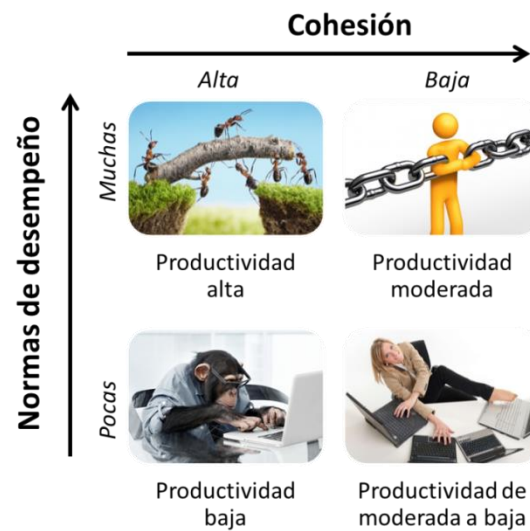 Cohesión
Alta
Baja
Normas de desempeño
Muchas
Productividad
alta
Productividad
moderada
Pocas
Productividad
baja
Productividad de
moderada a baja